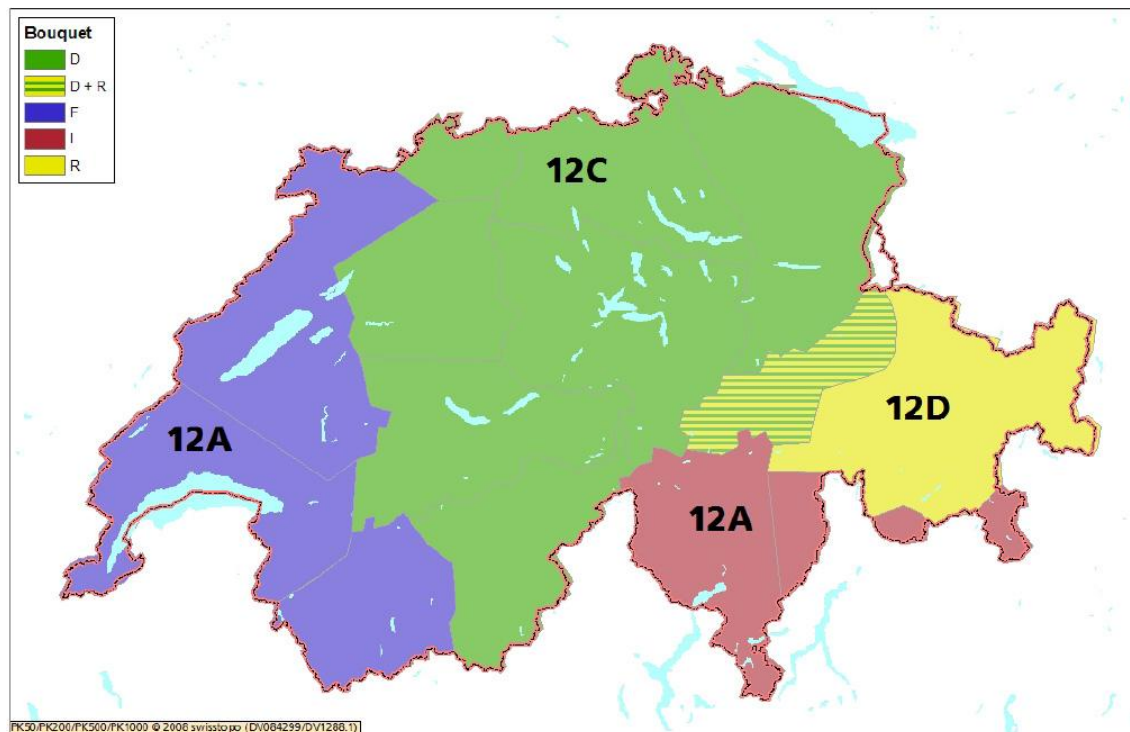 Bouquet
D
D + R
F
I
R
12C
12D
12A
12A
PK50/PK200/PK500/PK1000 © 2008 swisstopo (DV084299/DV1288.1)